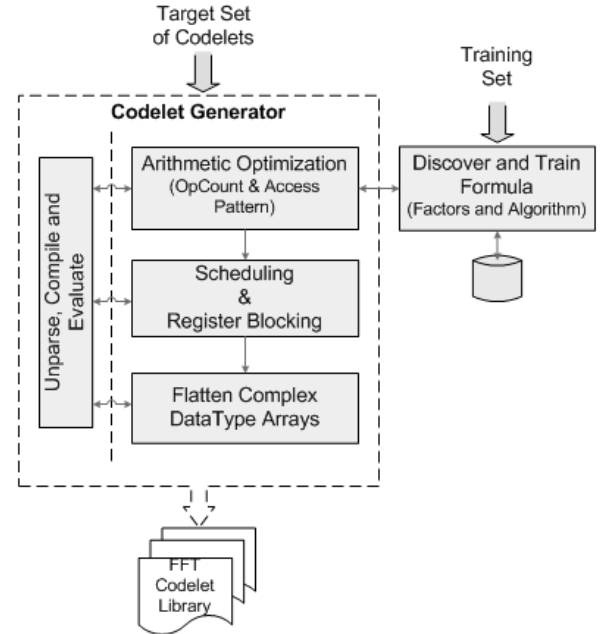 Target Set
of Codelets
Training
Set
Codelet Generator
Unparse, Compile and
Evaluate
Arithmetic Optimization
(OpCount & Access
Pattern)
Discover and Train
Formula
(Factors and Algorithm)
Scheduling
&
Register Blocking
Flatten Complex
DataType Arrays
FFT
Codelet
Library